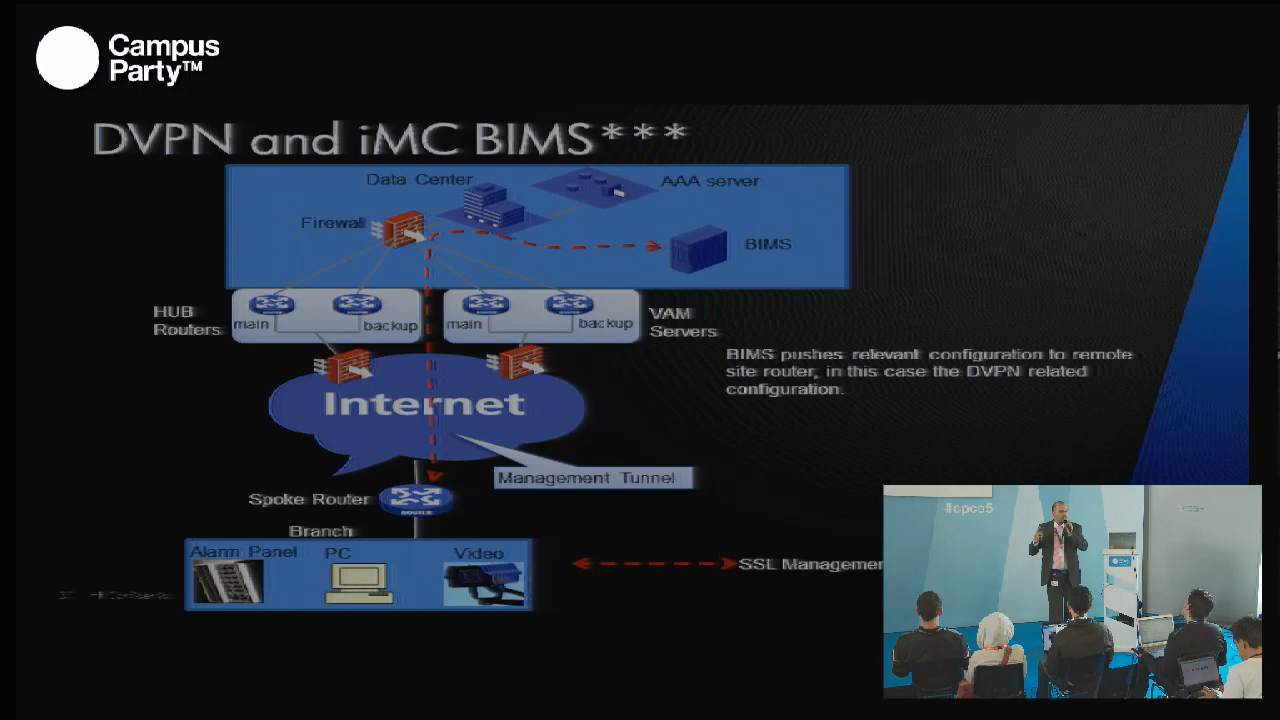 Campus
Party™
DVPN and iMC BIMS***
Data Center
AAA server
Firewall
BIMS
HUB
Routers
main
backup
main
backup
VAM
Servers
BIMS pushes relevant configuration to remote
site router, in this case the DVPN related
configuration.
Internet
Management Tunnel
Spoke Router
ROUTER
Branch
Alarm Panel
PC
Video
SSL Managemen
#cpco5